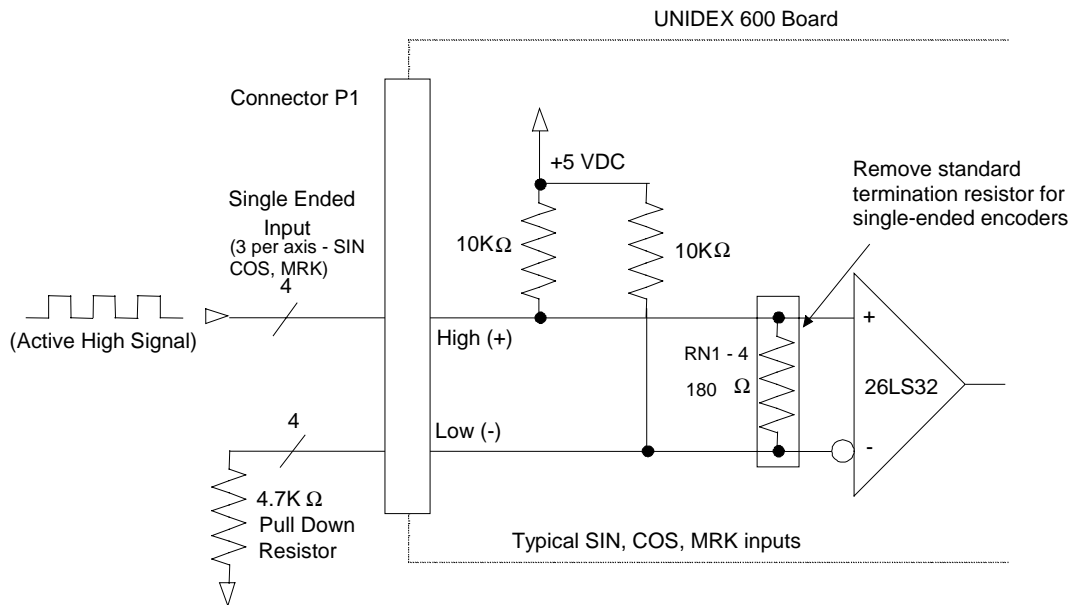 UNIDEX 600 Board
Connector P1
+5 VDC
Remove standard
termination resistor for
single-ended encoders
Single Ended
Input
(3 per axis - SIN
COS, MRK)
10KΩ
10KΩ
4
(Active High Signal)
High (+)
+
RN1 - 4
180 Ω
26LS32
4
Low (-)
-
4.7K Ω
Pull Down
Resistor
Typical SIN, COS, MRK inputs